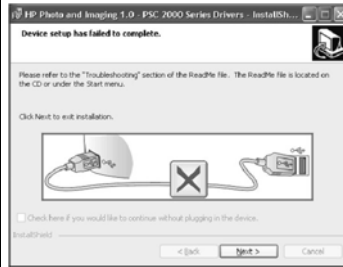 HP Photo and Imaging 1.0 - PSC 2000 Series Drivers - InstallSh...
Device setup has failed to complete.
Please refer to the "Troubleshooting" section of the ReadMe file. The ReadMe file is located on
the CD or under the Start menu.
Click Next to exit installation.
Check here if you would like to continue without plugging in the device.
InstallShield
< Back Next > Cancel